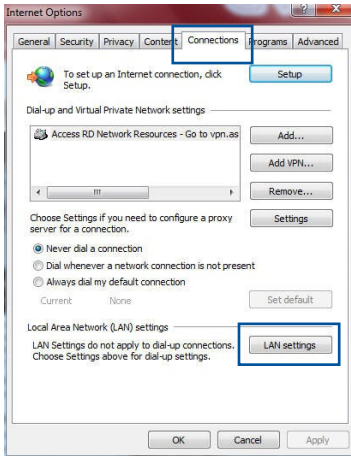 Internet Options
General Security Privacy Content Connections Programs Advanced
To set up an Internet connection, click Setup
Setup.
Dial-up and Virtual Private Network settings
Access RD Network Resources - Go to vpn.as Add...
Add VPN...
Remove...
Choose Settings if you need to configure a proxy Settings
server for a connection.
Never dial a connection
Dial whenever a network connection is not present
Always dial my default connection
Current None Set default
Local Area Network (LAN) settings
LAN Settings do not apply to dial-up connections. LAN settings
Choose Settings above for dial-up settings.
OK Cancel Apply